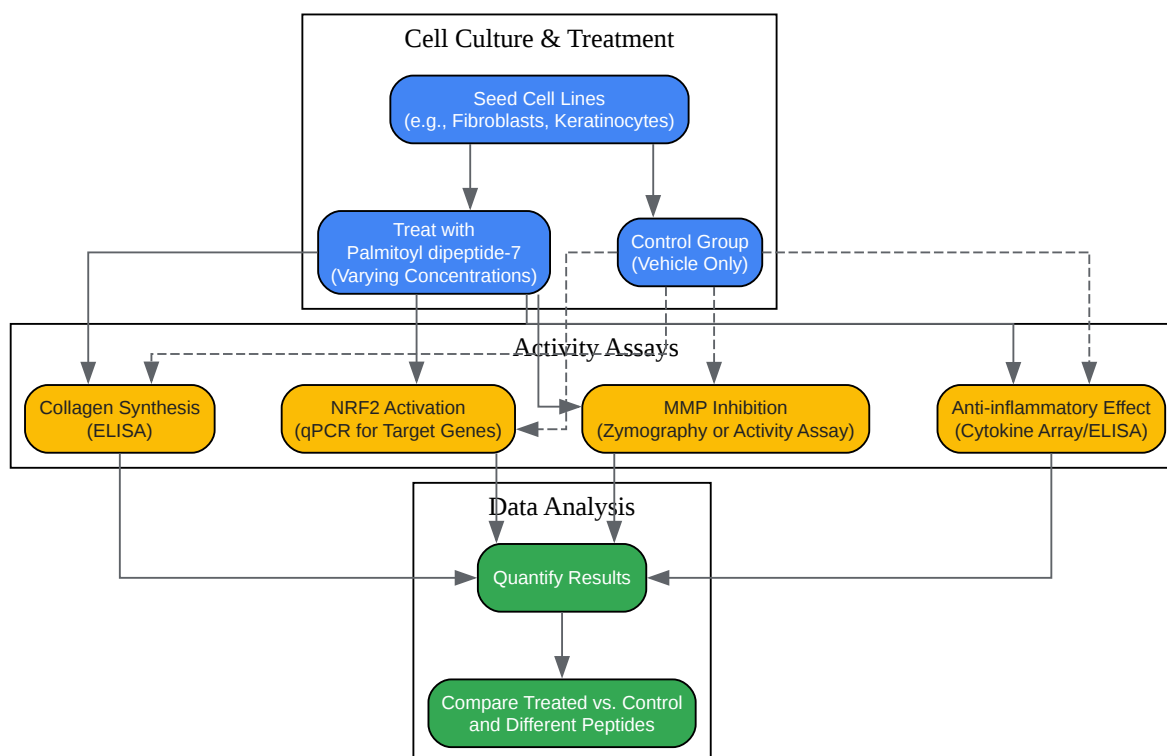 Cell Culture & Treatment
Seed Cell Lines
(e.g., Fibroblasts, Keratinocytes)
Treat with
Palmitoyl dipeptide-7
(Varying Concentrations)
Control Group
(Vehicle Only)
Activity Assays
Collagen Synthesis
(ELISA)
NRF2 Activation
(qPCR for Target Genes)
MMP Inhibition
(Zymography or Activity Assay)
Anti-inflammatory Effect
(Cytokine Array/ELISA)
Data Analysis
Quantify Results
Compare Treated vs. Control
and Different Peptides